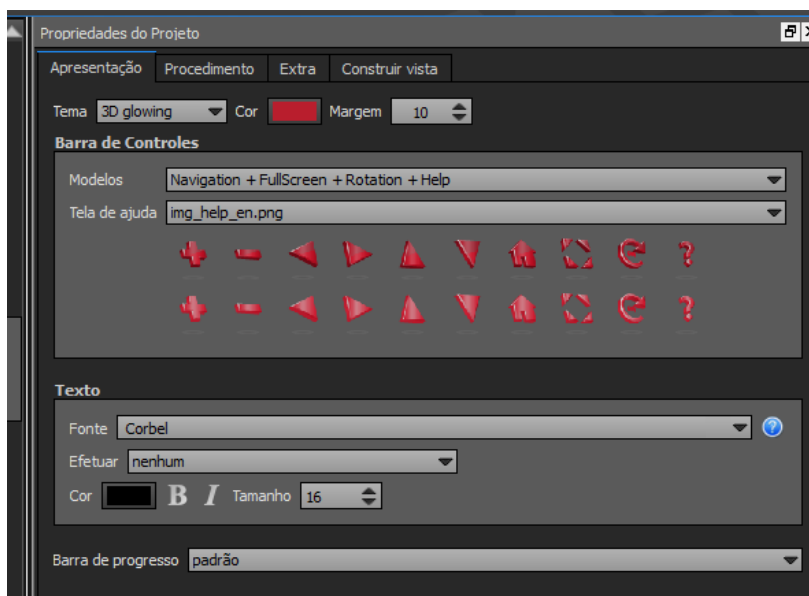 Propriedades do Projeto
Apresentação Procedimento Extra Construir vista
Tema 3D glowing Cor Margem 10
Barra de Controles
Modelos Navigation + FullScreen + Rotation + Help
Tela de ajuda img_help_en.png
Texto
Fonte Corbel ?
Efetuar nenhum
Cor B I Tamanho 16
Barra de progresso padrão